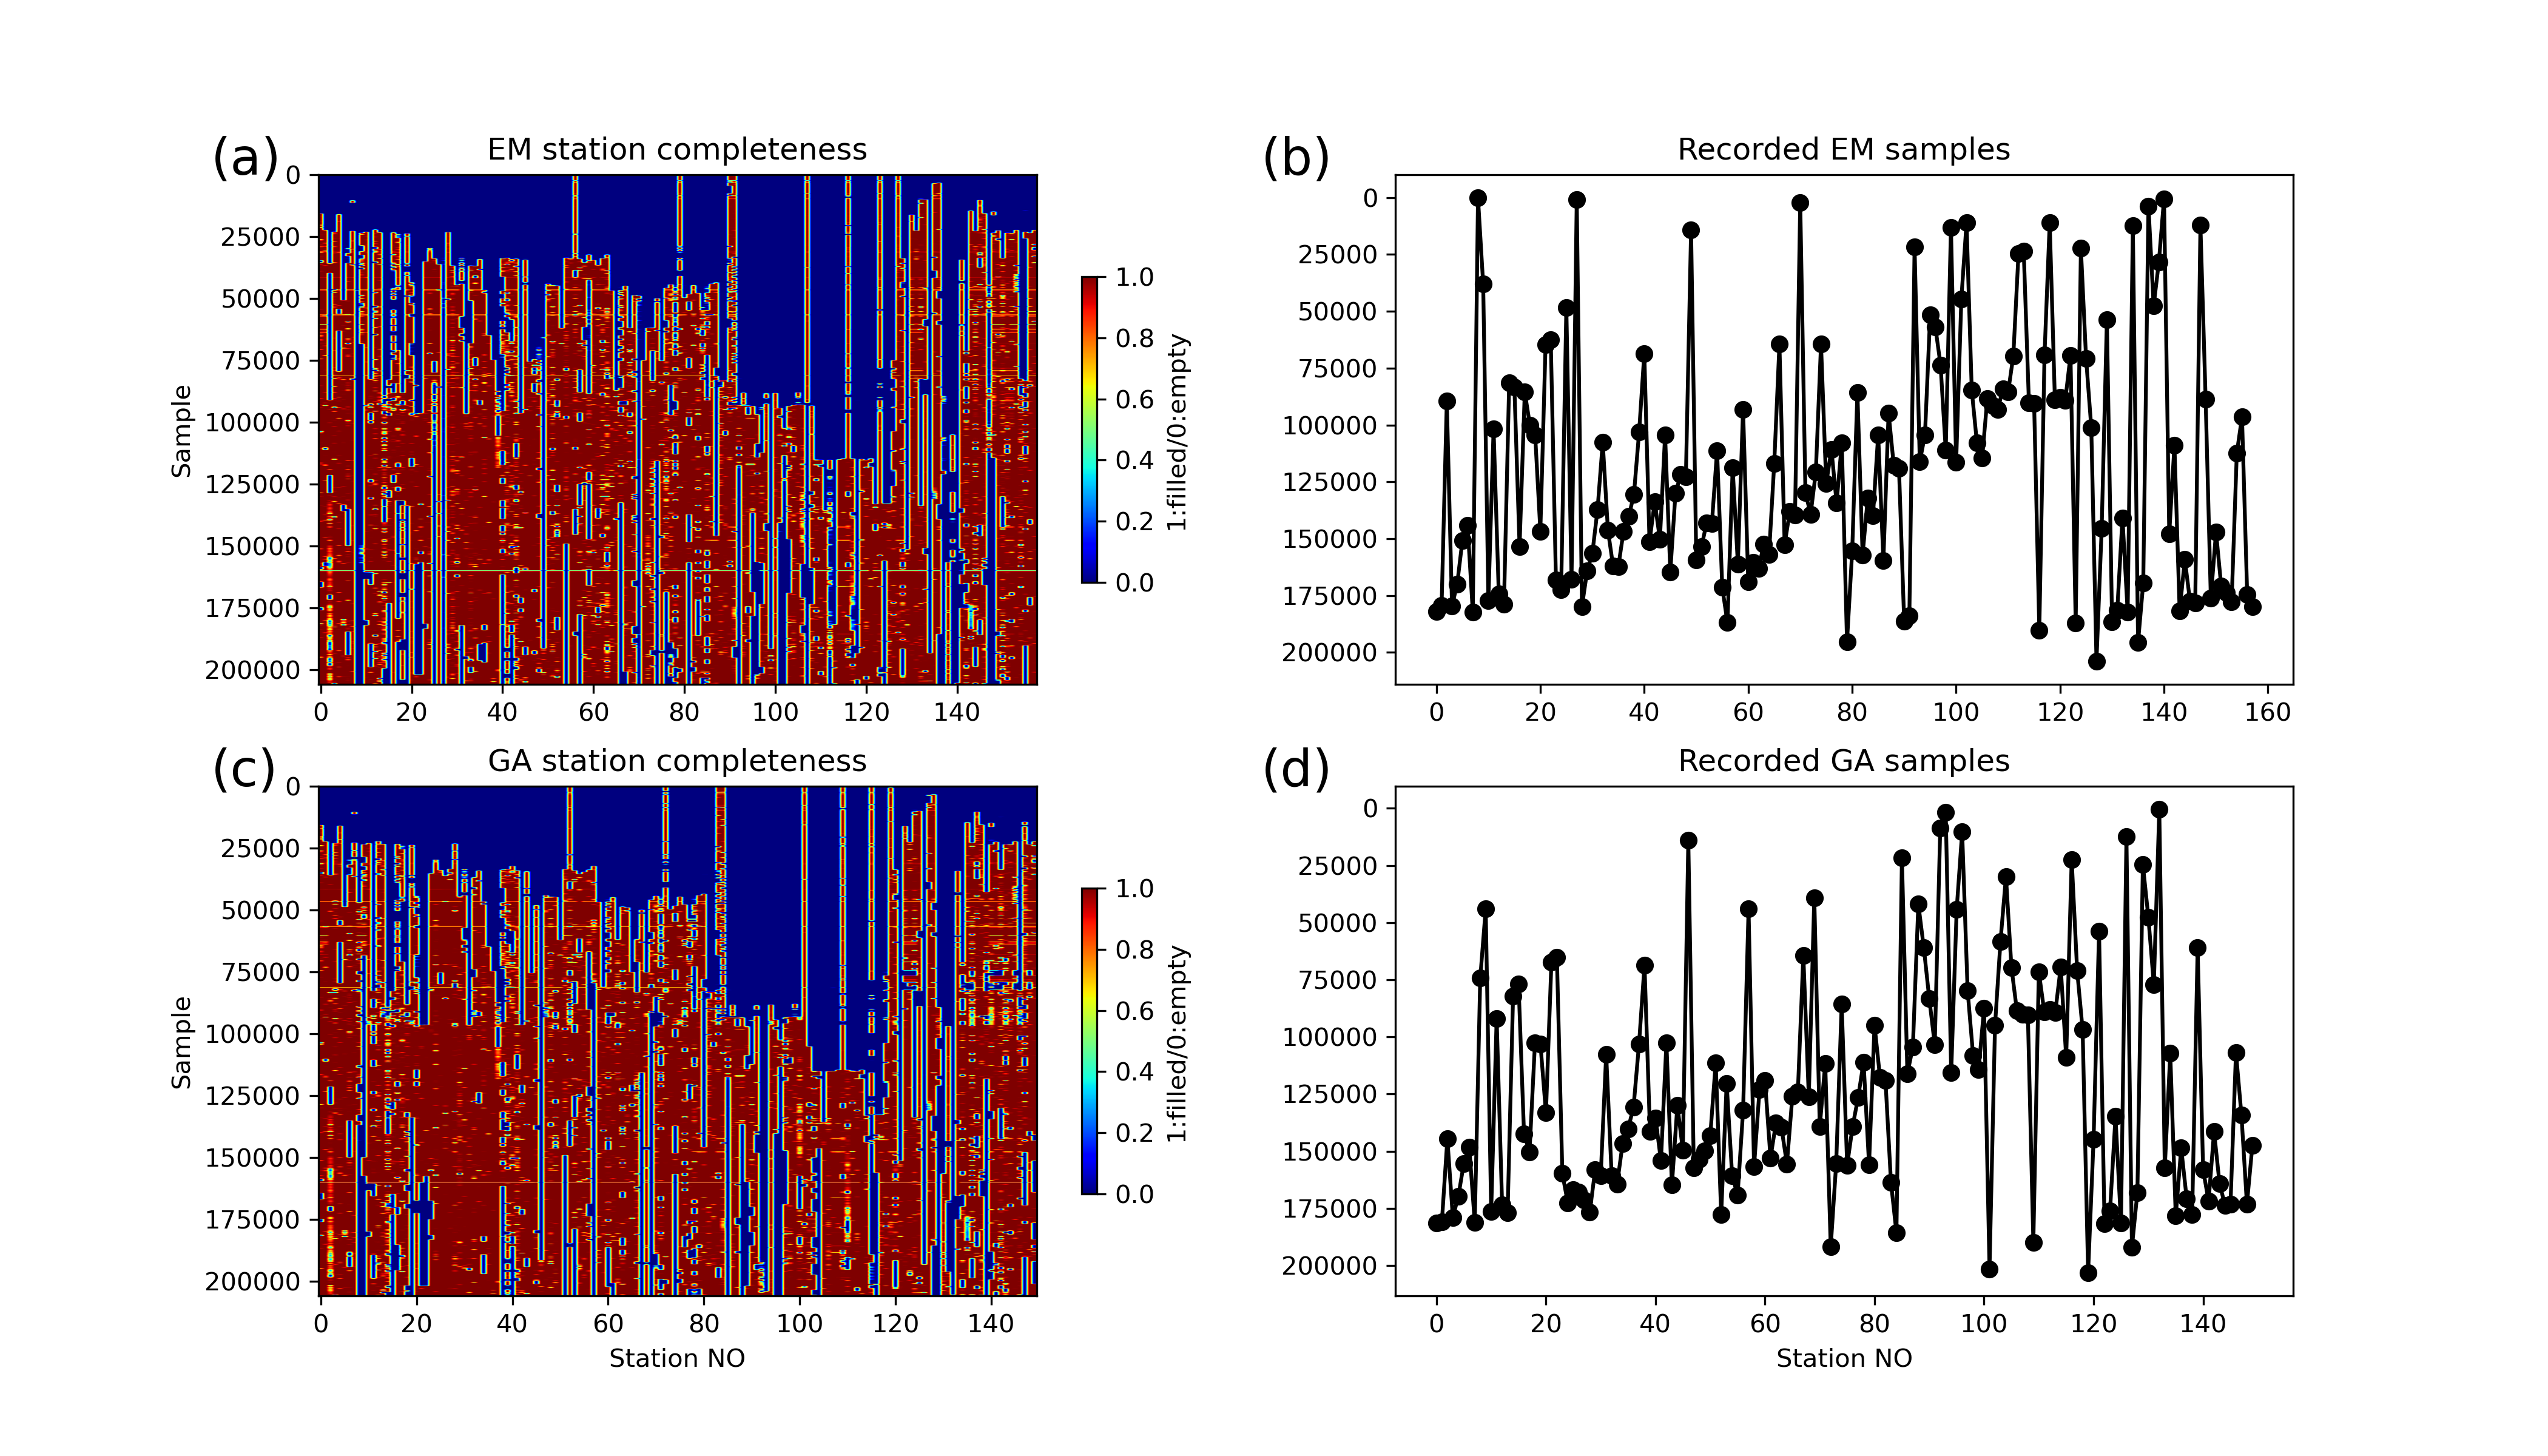 (a)
EM station completeness
0
25000
50000
75000
100000
125000
150000
175000
200000
Sample
0 20 40 60 80 100 120 140
1.0
0.8
0.6
0.4
0.2
0.0
1:filled/0:empty
(b)
Recorded EM samples
0
25000
50000
75000
100000
125000
150000
175000
200000
0 20 40 60 80 100 120 140 160
(c)
GA station completeness
0
25000
50000
75000
100000
125000
150000
175000
200000
Sample
0 20 40 60 80 100 120 140
Station NO
1.0
0.8
0.6
0.4
0.2
0.0
1:filled/0:empty
(d)
Recorded GA samples
0
25000
50000
75000
100000
125000
150000
175000
200000
0 20 40 60 80 100 120 140
Station NO